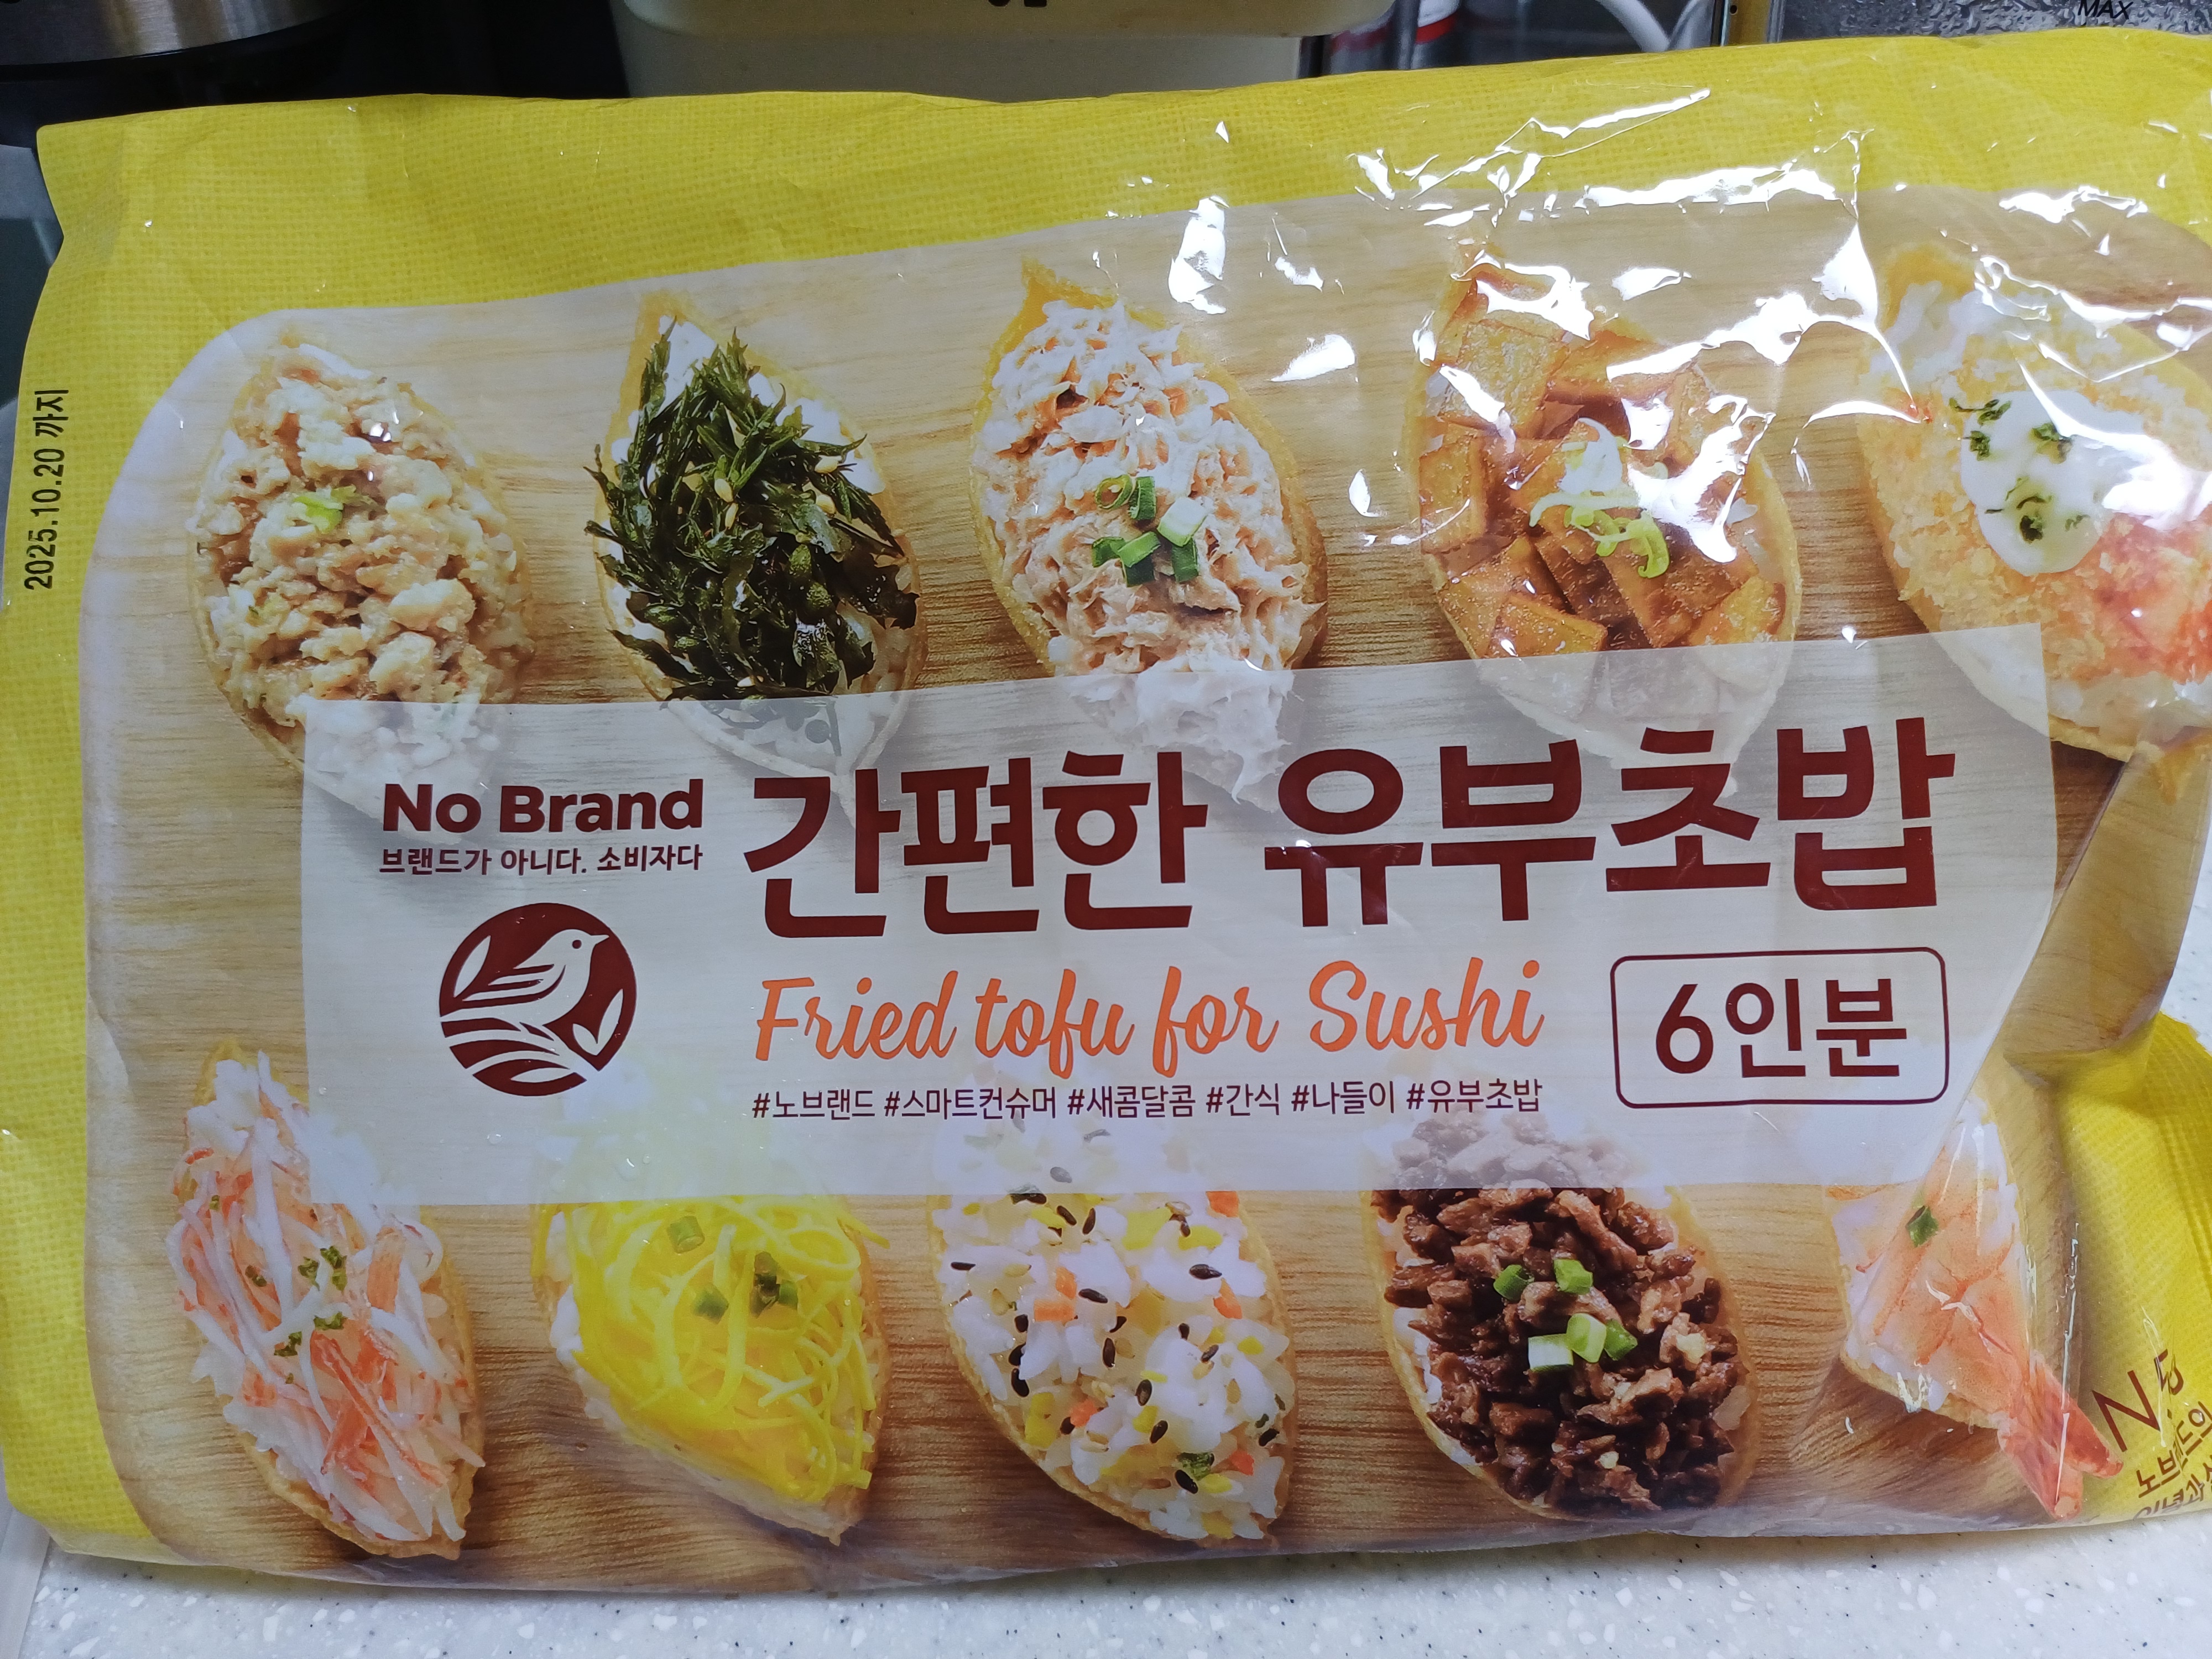 MAX
2025.10.20 까지
No Brand
브랜드가 아니다. 소비자다
간편한 유부초밥
Fried tofu for Sushi
6인분
#노브랜드 #스마트컨슈머 #새콤달콤 #간식 #나들이 #유부초밥